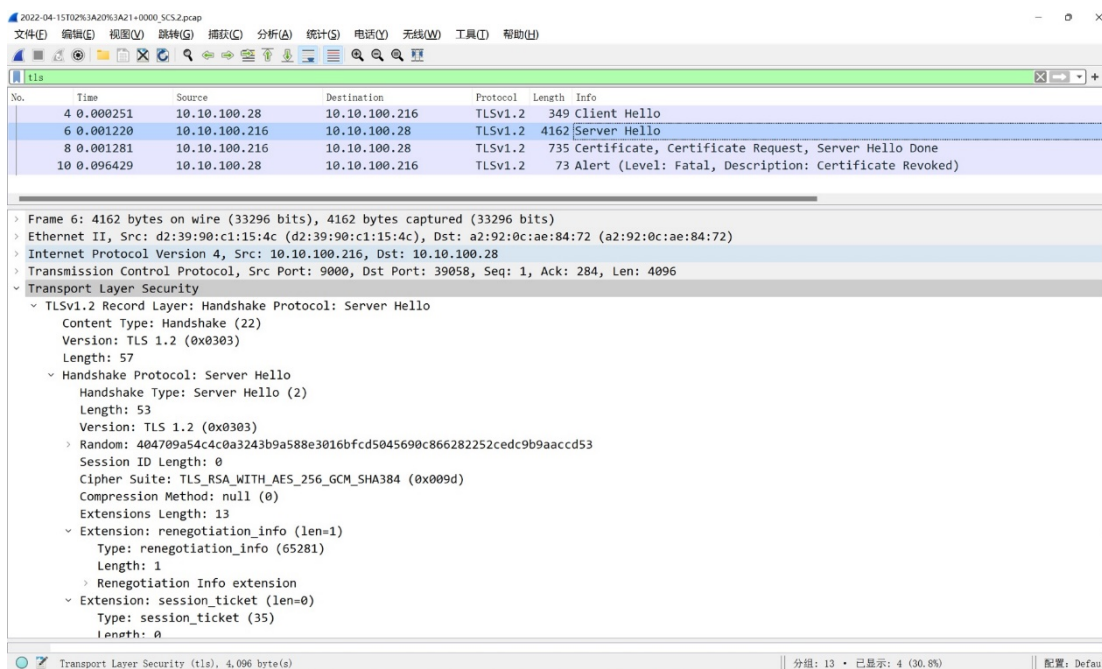 2022-04-15T02%3A20%3A21+0000_SCS.2.pcap
文件(F) 编辑(E) 视图(V) 跳转(G) 捕获(C) 分析(A) 统计(S) 电话(Y) 无线(W) 工具(T) 帮助(H)
tls
No. Time Source Destination Protocol Length Info
4 0.000251 10.10.100.28 10.10.100.216 TLSv1.2 349 Client Hello
6 0.001220 10.10.100.216 10.10.100.28 TLSv1.2 4162 Server Hello
8 0.001281 10.10.100.216 10.10.100.28 TLSv1.2 735 Certificate, Certificate Request, Server Hello Done
10 0.096429 10.10.100.28 10.10.100.216 TLSv1.2 73 Alert (Level: Fatal, Description: Certificate Revoked)
Frame 6: 4162 bytes on wire (33296 bits), 4162 bytes captured (33296 bits)
Ethernet II, Src: d2:39:90:c1:15:4c (d2:39:90:c1:15:4c), Dst: a2:92:0c:ae:84:72 (a2:92:0c:ae:84:72)
Internet Protocol Version 4, Src: 10.10.100.216, Dst: 10.10.100.28
Transmission Control Protocol, Src Port: 9000, Dst Port: 39058, Seq: 1, Ack: 284, Len: 4096
Transport Layer Security
TLSv1.2 Record Layer: Handshake Protocol: Server Hello
Content Type: Handshake (22)
Version: TLS 1.2 (0x0303)
Length: 57
Handshake Protocol: Server Hello
Handshake Type: Server Hello (2)
Length: 53
Version: TLS 1.2 (0x0303)
Random: 404709a54c4c0a3243b9a588e3016bfcd5045690c866282252cedc9b9aaccd53
Session ID Length: 0
Cipher Suite: TLS_RSA_WITH_AES_256_GCM_SHA384 (0x009d)
Compression Method: null (0)
Extensions Length: 13
Extension: renegotiation_info (len=1)
Type: renegotiation_info (65281)
Length: 1
Renegotiation Info extension
Extension: session_ticket (len=0)
Type: session_ticket (35)
Length: 0
Transport Layer Security (tls), 4,096 byte(s) 分组: 13 · 已显示: 4 (30.8%) 配置: Defau